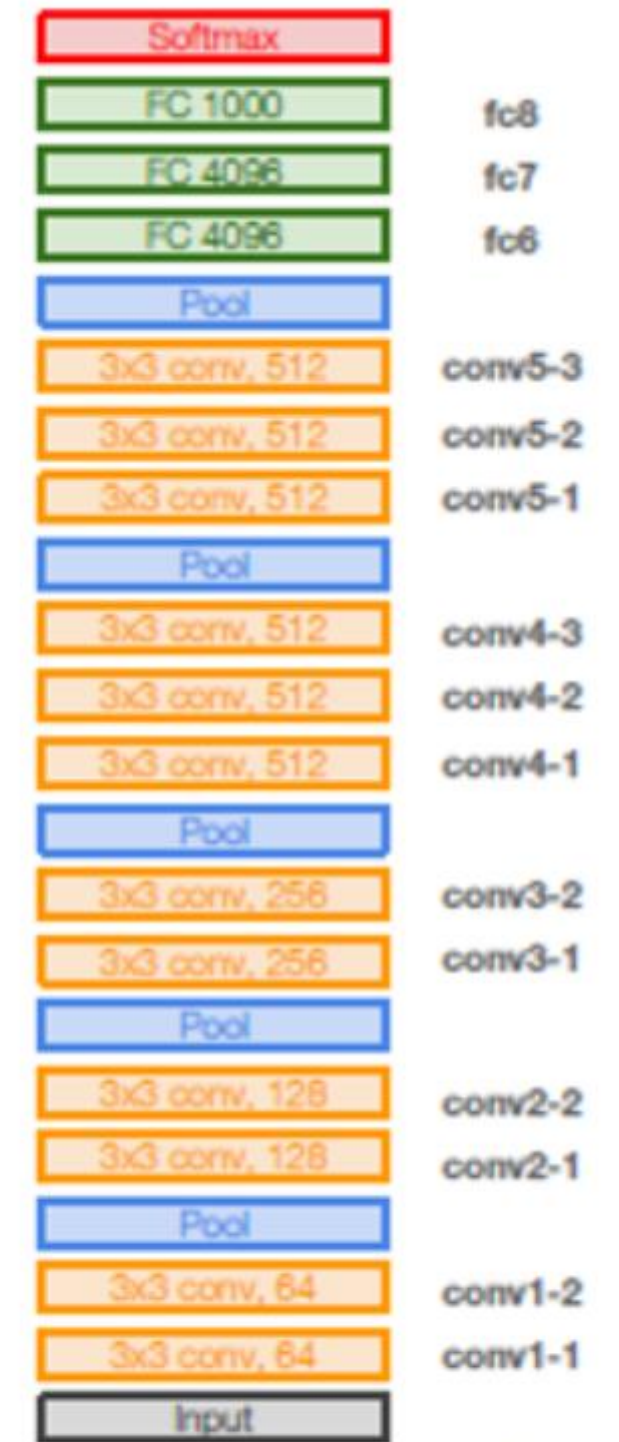 Softmax
FC 1000 fc8
FC 4096 fc7
FC 4096 fc6
Pool
3x3 conv, 512 conv5-3
3x3 conv, 512 conv5-2
3x3 conv, 512 conv5-1
Pool
3x3 conv, 512 conv4-3
3x3 conv, 512 conv4-2
3x3 conv, 512 conv4-1
Pool
3x3 conv, 256 conv3-2
3x3 conv, 256 conv3-1
Pool
3x3 conv, 128 conv2-2
3x3 conv, 128 conv2-1
Pool
3x3 conv, 64 conv1-2
3x3 conv, 64 conv1-1
Input